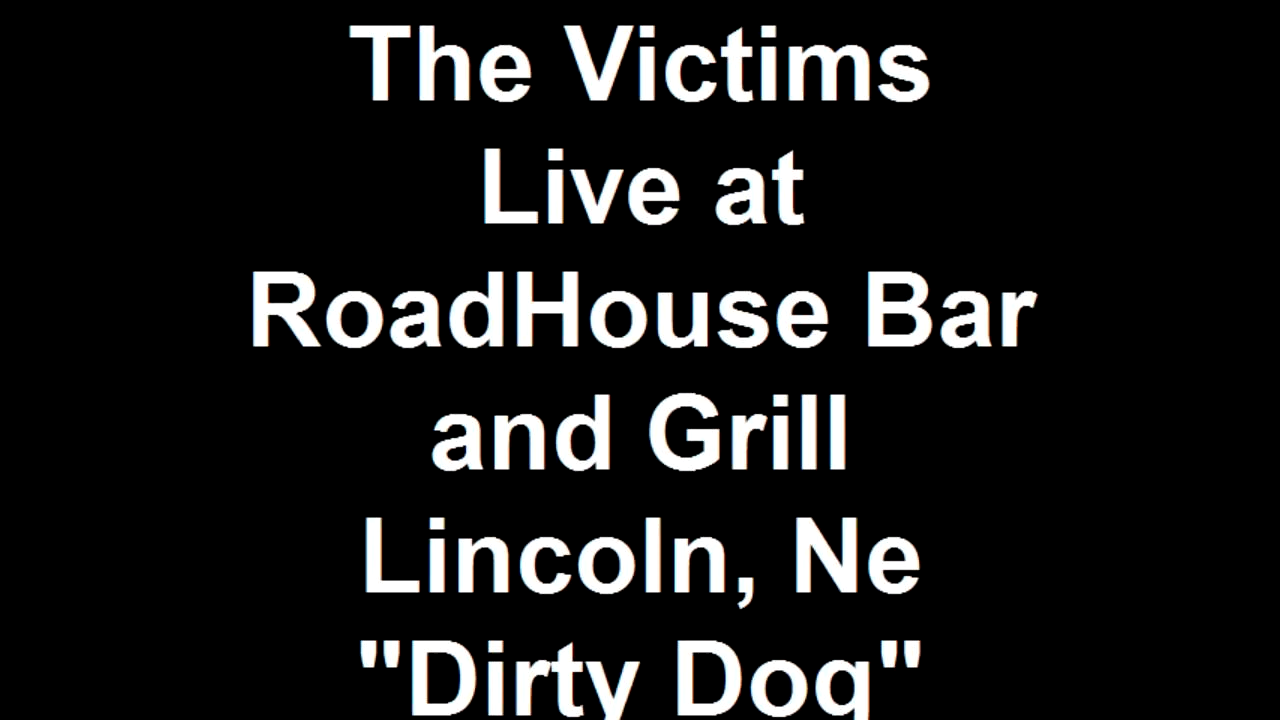 The Victims
Live at
RoadHouse Bar
and Grill
Lincoln, Ne
"Dirty Dog"